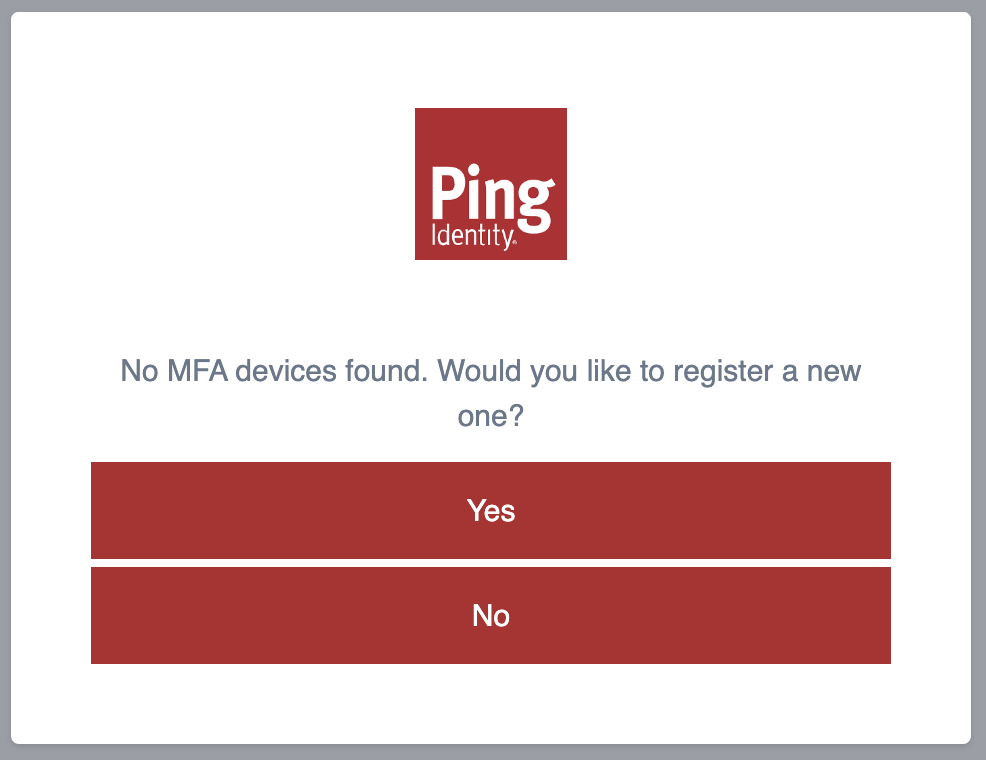 Ping
Identity®
No MFA devices found. Would you like to register a new
one?
Yes
No